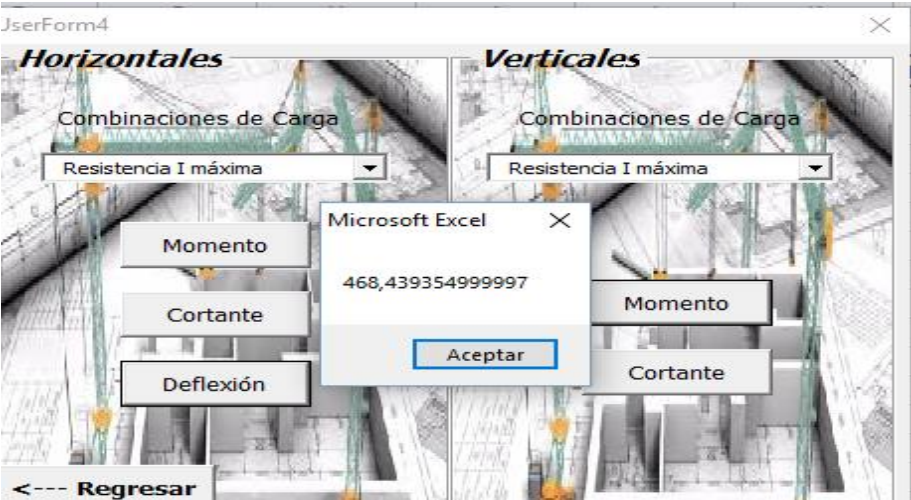 UserForm4
Horizontales
Verticales
Combinaciones de Carga
Combinaciones de Carga
Resistencia I máxima
Resistencia I máxima
Microsoft Excel
468,439354999997
Aceptar
Momento
Cortante
Deflexión
Momento
Cortante
<--- Regresar